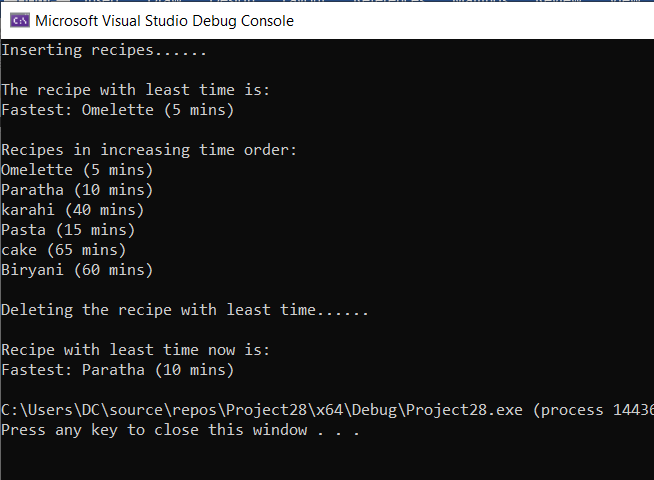 Microsoft Visual Studio Debug Console
Inserting recipes......
The recipe with least time is:
Fastest: Omelette (5 mins)
Recipes in increasing time order:
Omelette (5 mins)
Paratha (10 mins)
karahi (40 mins)
Pasta (15 mins)
cake (65 mins)
Biryani (60 mins)
Deleting the recipe with least time......
Recipe with least time now is:
Fastest: Paratha (10 mins)
C:\Users\DC\source\repos\Project28\x64\Debug\Project28.exe (process 14436
Press any key to close this window . . .